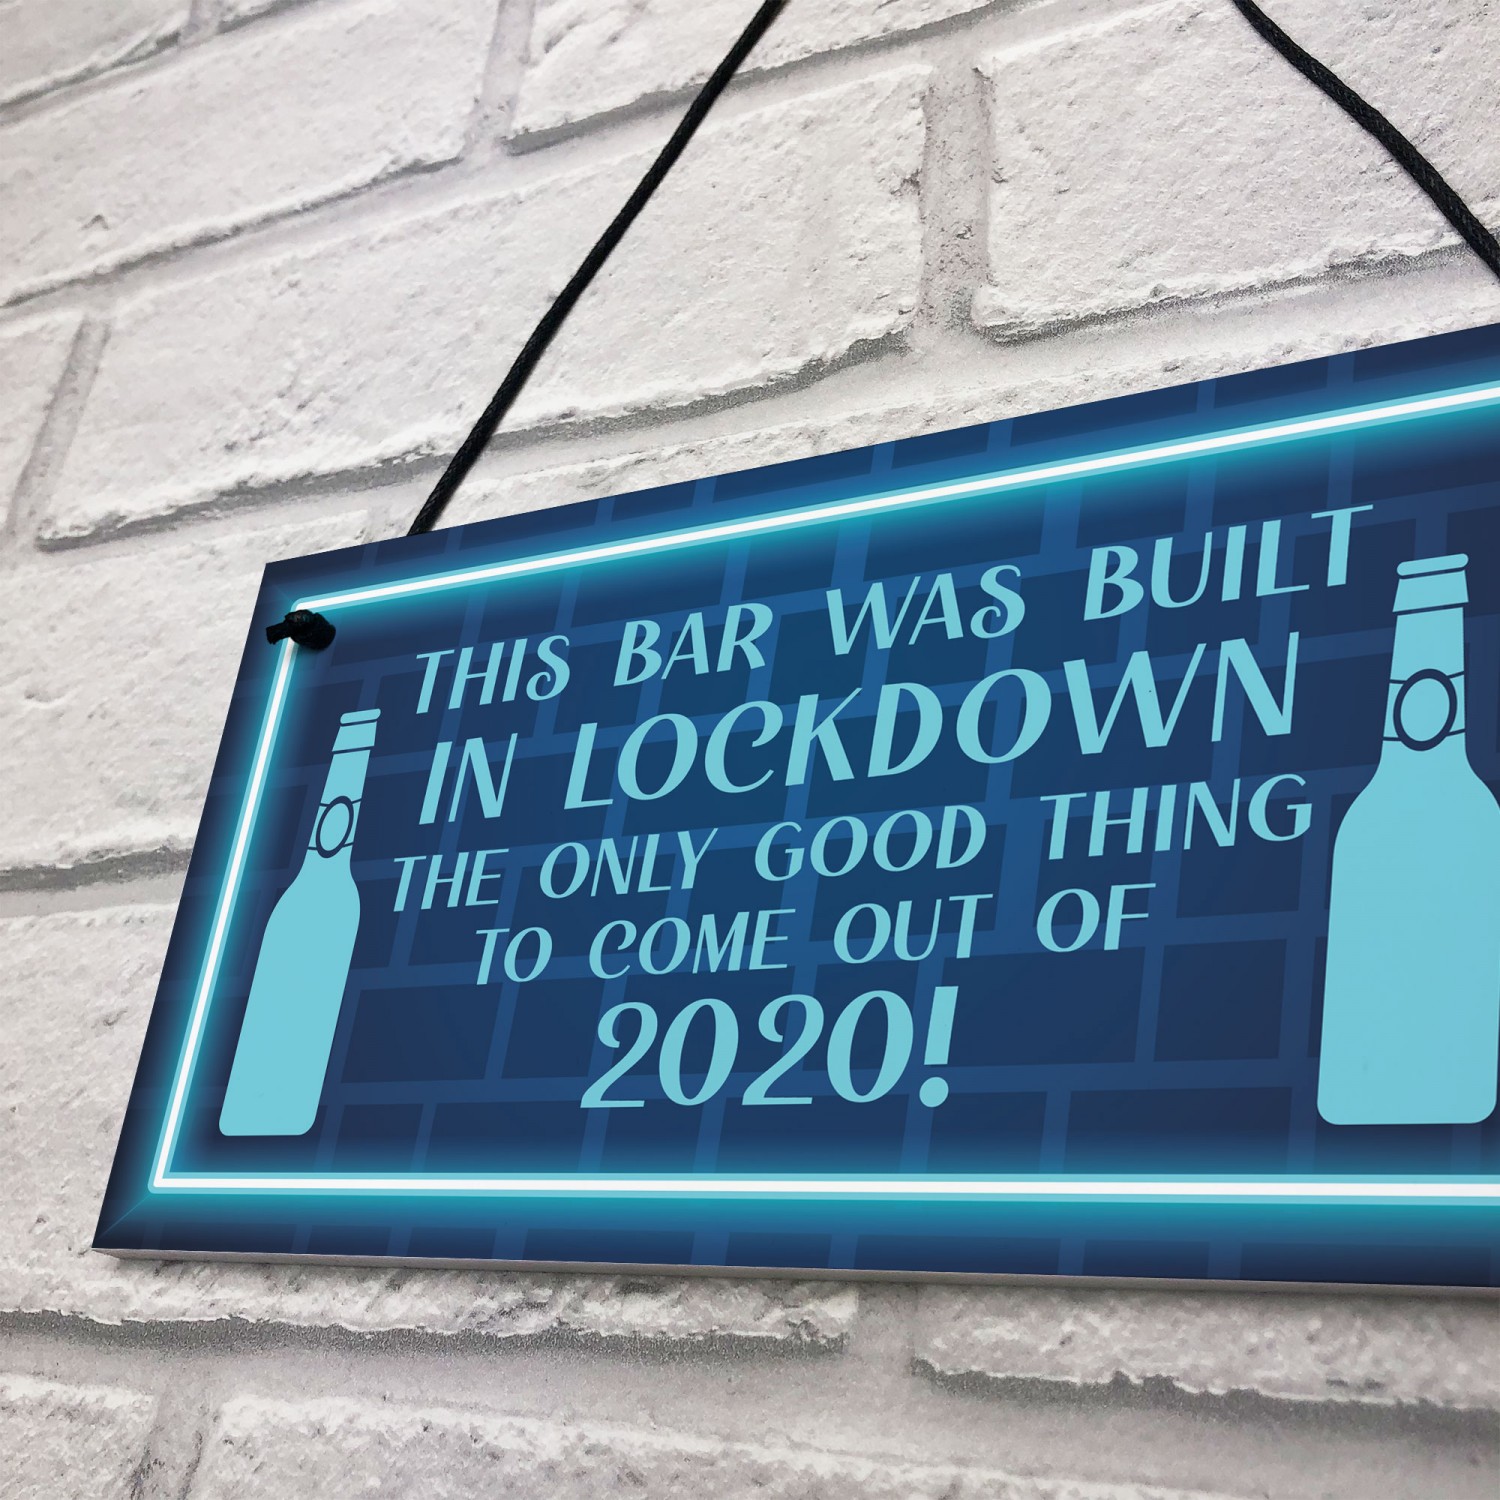 THIS BAR WAS BUILT
IN LOCKDOWN
THE ONLY GOOD THING
TO COME OUT OF
2020!